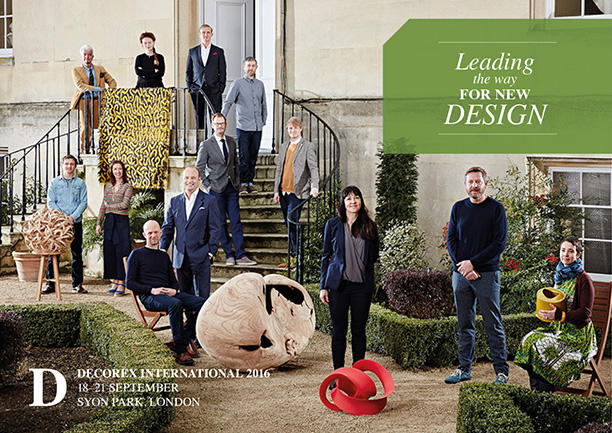 Leading
the way
FOR NEW
DESIGN
D
DECOREX INTERNATIONAL 2016
18–21 SEPTEMBER
SYON PARK, LONDON